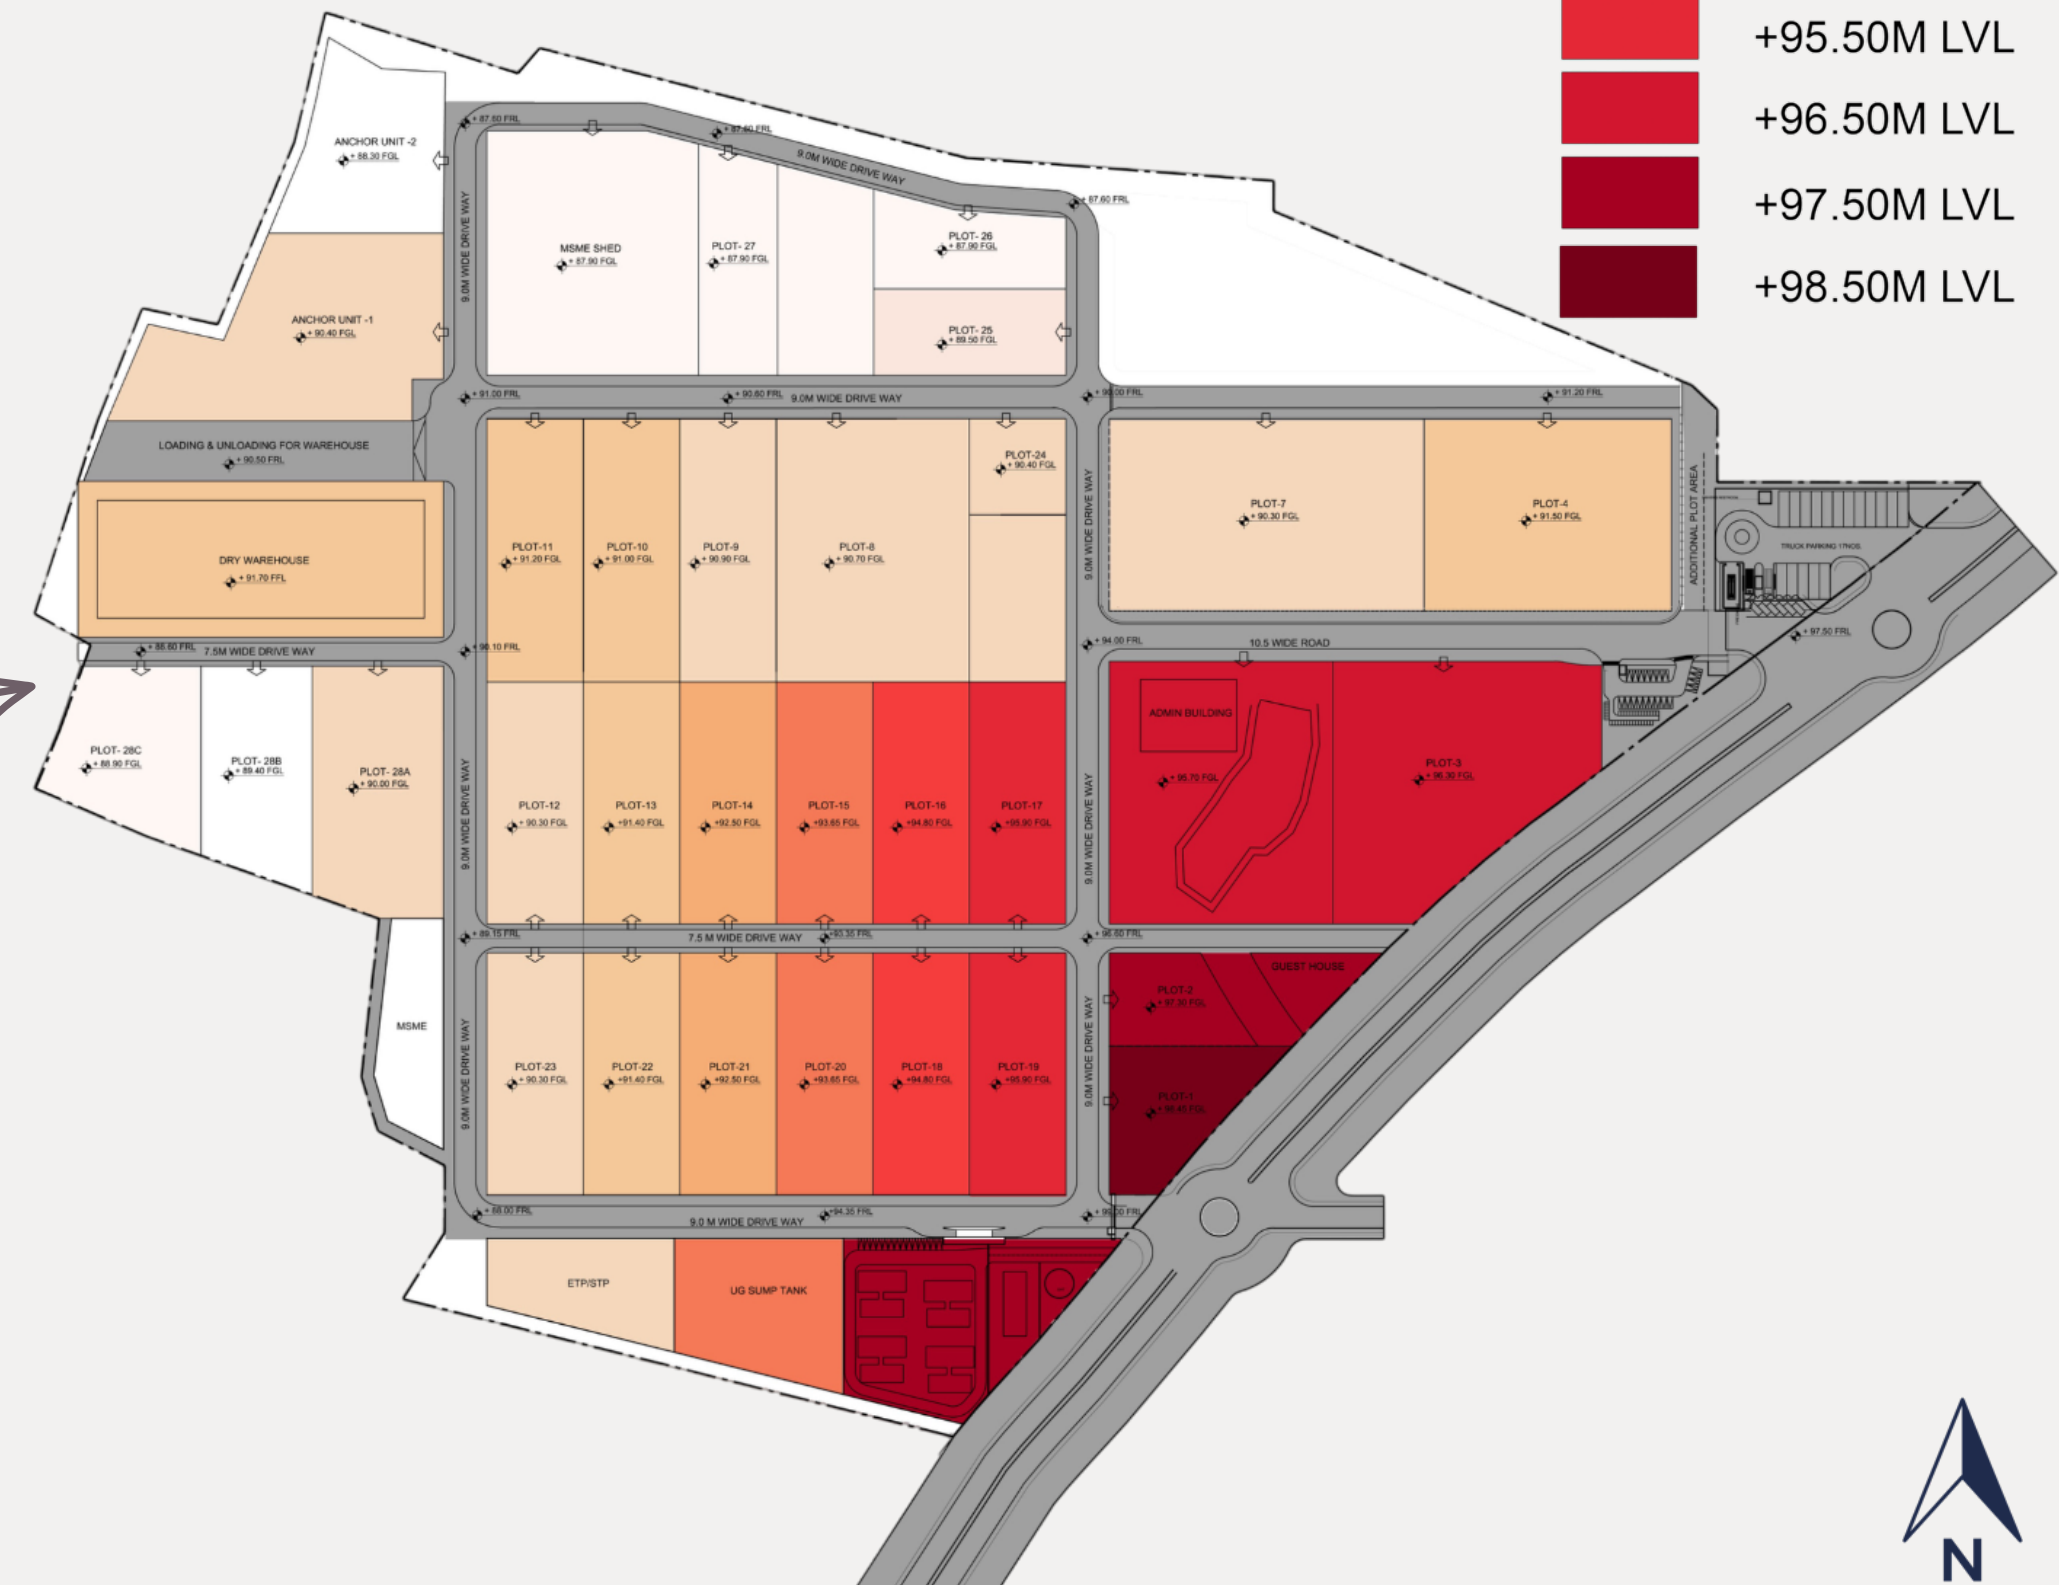 +95.50M LVL
+96.50M LVL
+97.50M LVL
+98.50M LVL
ANCHOR UNIT -2
+ 88.30 FGL
+ 87.60 FRL
+ 87.60 FRL
9.0M WIDE DRIVE WAY
+ 87.60 FRL
9.0M WIDE DRIVE WAY
MSME SHED
+ 87.90 FGL
PLOT- 27
+ 87.90 FGL
PLOT- 26
+ 87.90 FGL
ANCHOR UNIT -1
+ 90.40 FGL
PLOT- 25
+ 89.50 FGL
+ 91.00 FRL
+ 90.80 FRL
9.0M WIDE DRIVE WAY
+ 91.20 FRL
LOADING & UNLOADING FOR WAREHOUSE
+ 90.50 FRL
PLOT-24
+ 90.40 FGL
DRY WAREHOUSE
+ 91.70 FFL
PLOT-11
+ 91.20 FGL
PLOT-10
+ 91.00 FGL
PLOT-9
+ 90.90 FGL
PLOT-8
+ 90.70 FGL
9.0M WIDE DRIVE WAY
PLOT-7
+ 90.30 FGL
PLOT-4
+ 91.50 FGL
ADDITIONAL PLOT AREA
TRUCK PARKING 17NOS.
+ 97.50 FRL
+ 88.60 FRL
7.5M WIDE DRIVE WAY
+ 90.10 FRL
+ 94.00 FRL
10.5 WIDE ROAD
PLOT- 28C
+ 88.90 FGL
PLOT- 28B
+ 89.40 FGL
PLOT- 28A
+ 90.00 FGL
9.0M WIDE DRIVE WAY
PLOT-12
+ 90.30 FGL
PLOT-13
+91.40 FGL
PLOT-14
+92.50 FGL
PLOT-15
+93.65 FGL
PLOT-16
+94.80 FGL
PLOT-17
+95.90 FGL
9.0M WIDE DRIVE WAY
ADMIN BUILDING
+ 95.70 FGL
PLOT-3
+ 96.30 FGL
+ 89.15 FRL
7.5 M WIDE DRIVE WAY
+93.35 FRL
+ 96.60 FRL
MSME
9.0M WIDE DRIVE WAY
PLOT-23
+ 90.30 FGL
PLOT-22
+91.40 FGL
PLOT-21
+92.50 FGL
PLOT-20
+93.65 FGL
PLOT-18
+94.80 FGL
PLOT-19
+95.90 FGL
9.0M WIDE DRIVE WAY
GUEST HOUSE
PLOT-2
+ 97.30 FGL
PLOT-1
+ 98.45 FGL
+ 88.00 FRL
9.0 M WIDE DRIVE WAY
+94.35 FRL
ETP/STP
UG SUMP TANK
N